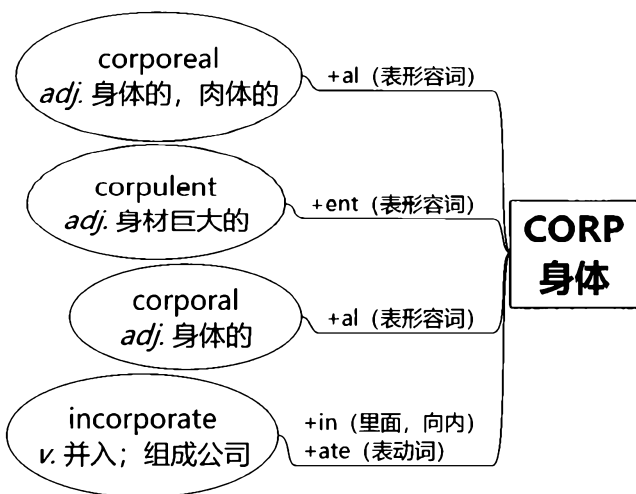 corporeal
adj. 身体的，肉体的
+al（表形容词）
corpulent
adj. 身材巨大的
+ent（表形容词）
CORP
身体
corporal
adj. 身体的
+al（表形容词）
incorporate
v. 并入；组成公司
+in（里面，向内）
+ate（表动词）